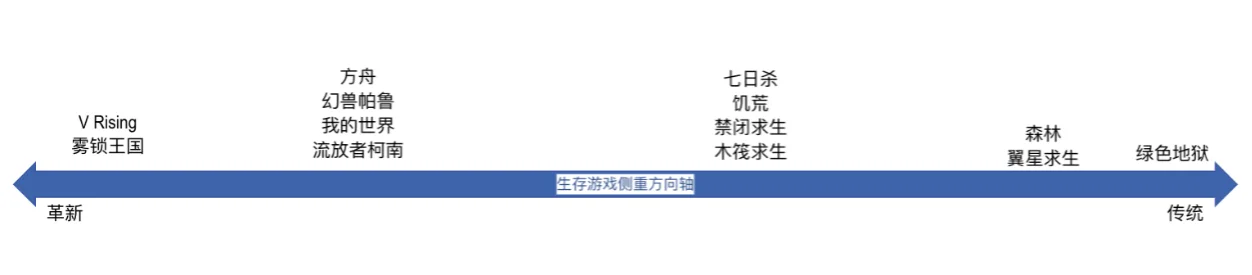 V Rising
雾锁王国
方舟
幻兽帕鲁
我的世界
流放者柯南
七日杀
饥荒
禁闭求生
木筏求生
森林
翼星求生
绿色地狱
生存游戏侧重方向轴
革新
传统